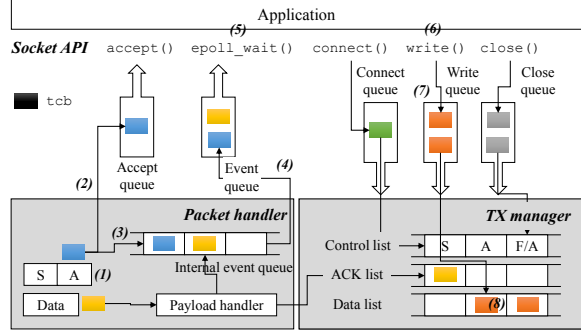 Application
(5) (6)
Socket API accept() epoll_wait() connect() write() close()
tcb
Connect queue
(7) Write queue
Close queue
Accept queue
Event queue
(2) (4)
Packet handler
TX manager
(3)
Internal event queue
S A (1)
Data
Payload handler
Control list S A F/A
ACK list
Data list (8)